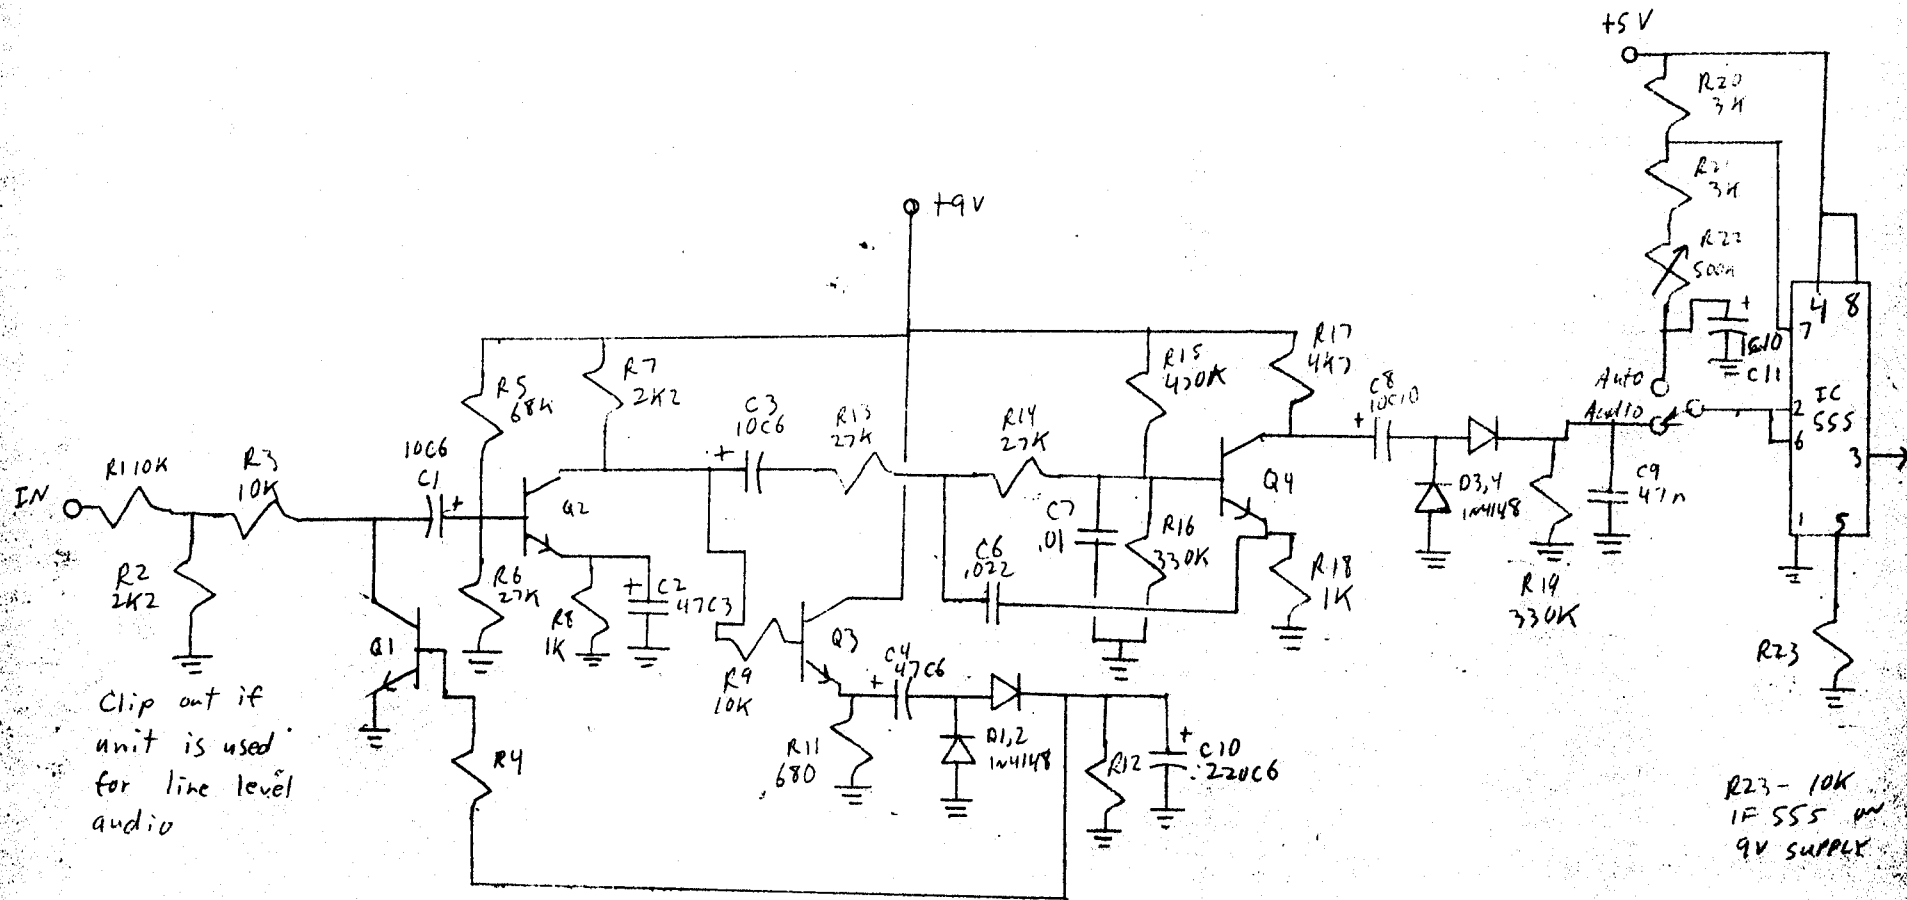 +5 V
R20
3K
R21
3K
R22
500K
+9V
+
4
8
7
1C10
C11
R17
4K7
R15
470K
R7
2K2
R5
68K
C3
10C6
+
R13
27K
R14
27K
C8
10C10
+
Auto
Audio
2
IC
555
6
3
10C6
C1
+
R1 10K
R3
10K
IN
Q2
Q4
C7
.01
R16
330K
D3,4
1N4148
C9
47n
1
5
C6
.022
R2
2K2
R6
27K
+
C2
47C3
R8
1K
R18
1K
R19
330K
Q1
Q3
R9
10K
C4
47C6
+
R23
Clip out if
unit is used
for line level
audio
R4
R11
680
D1,2
1N4148
R12
+
C10
220C6
R23 - 10K
IF 555 on
9V SUPPLY